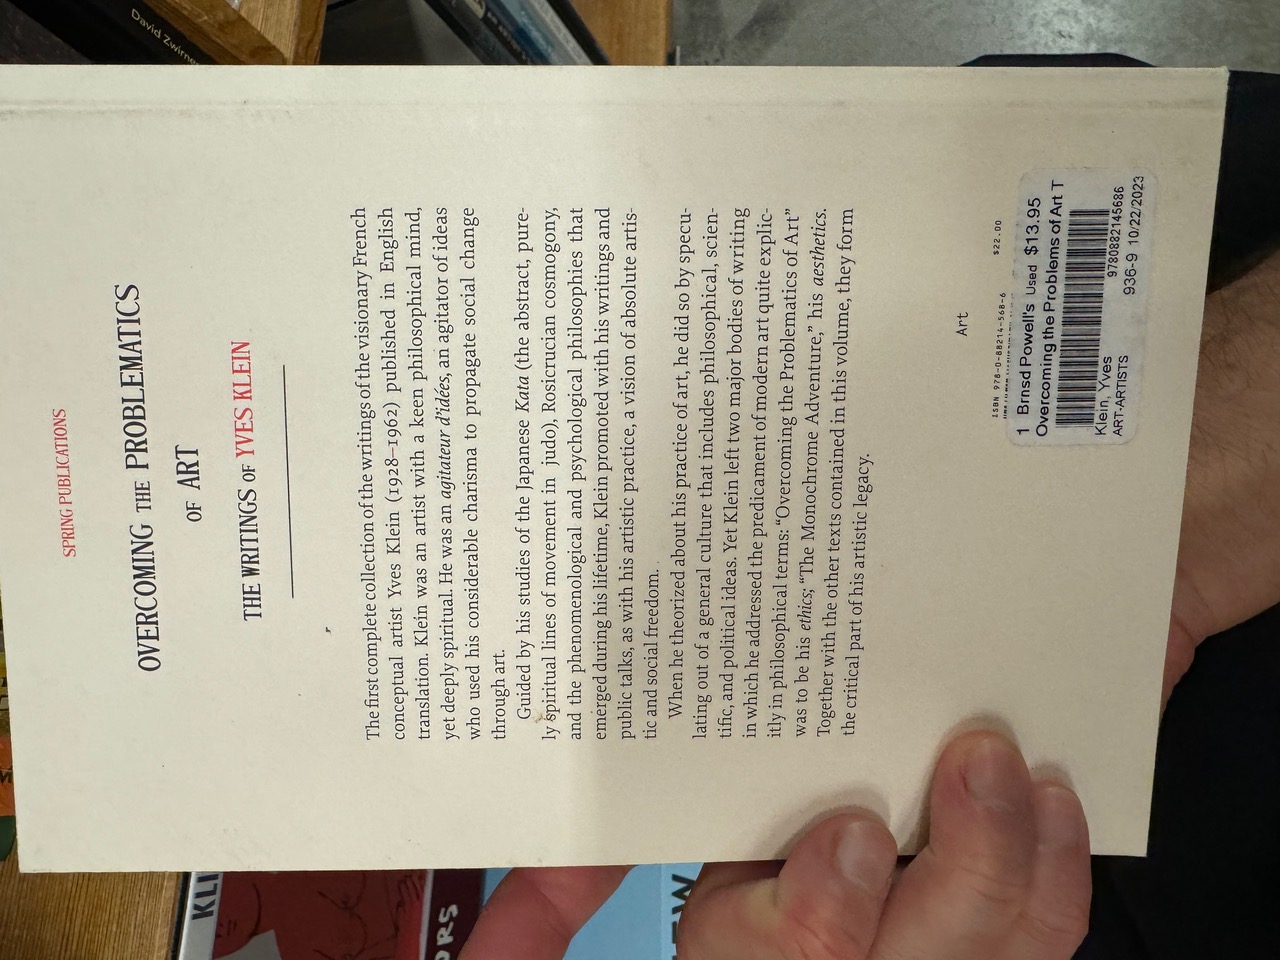 SPRING PUBLICATIONS
OVERCOMING THE PROBLEMATICS
OF ART
THE WRITINGS OF YVES KLEIN
The first complete collection of the writings of the visionary French
conceptual artist Yves Klein (1928–1962) published in English
translation. Klein was an artist with a keen philosophical mind,
yet deeply spiritual. He was an agitateur d'idées, an agitator of ideas
who used his considerable charisma to propagate social change
through art.
Guided by his studies of the Japanese Kata (the abstract, pure-
ly spiritual lines of movement in judo), Rosicrucian cosmogony,
and the phenomenological and psychological philosophies that
emerged during his lifetime, Klein promoted with his writings and
public talks, as with his artistic practice, a vision of absolute artis-
tic and social freedom.
When he theorized about his practice of art, he did so by specu-
lating out of a general culture that includes philosophical, scien-
tific, and political ideas. Yet Klein left two major bodies of writing
in which he addressed the predicament of modern art quite explic-
itly in philosophical terms: “Overcoming the Problematics of Art”
was to be his ethics; “The Monochrome Adventure,” his aesthetics.
Together with the other texts contained in this volume, they form
the critical part of his artistic legacy.
Art
ISBN 978-0-88214-568-6 $22.00
1 Brnsd Powell's Used $13.95
Overcoming the Problems of Art T
9780882145686
Klein, Yves 936-9 10/22/2023
ART-ARTISTS
David Zwirner
KLI
ORS
EW